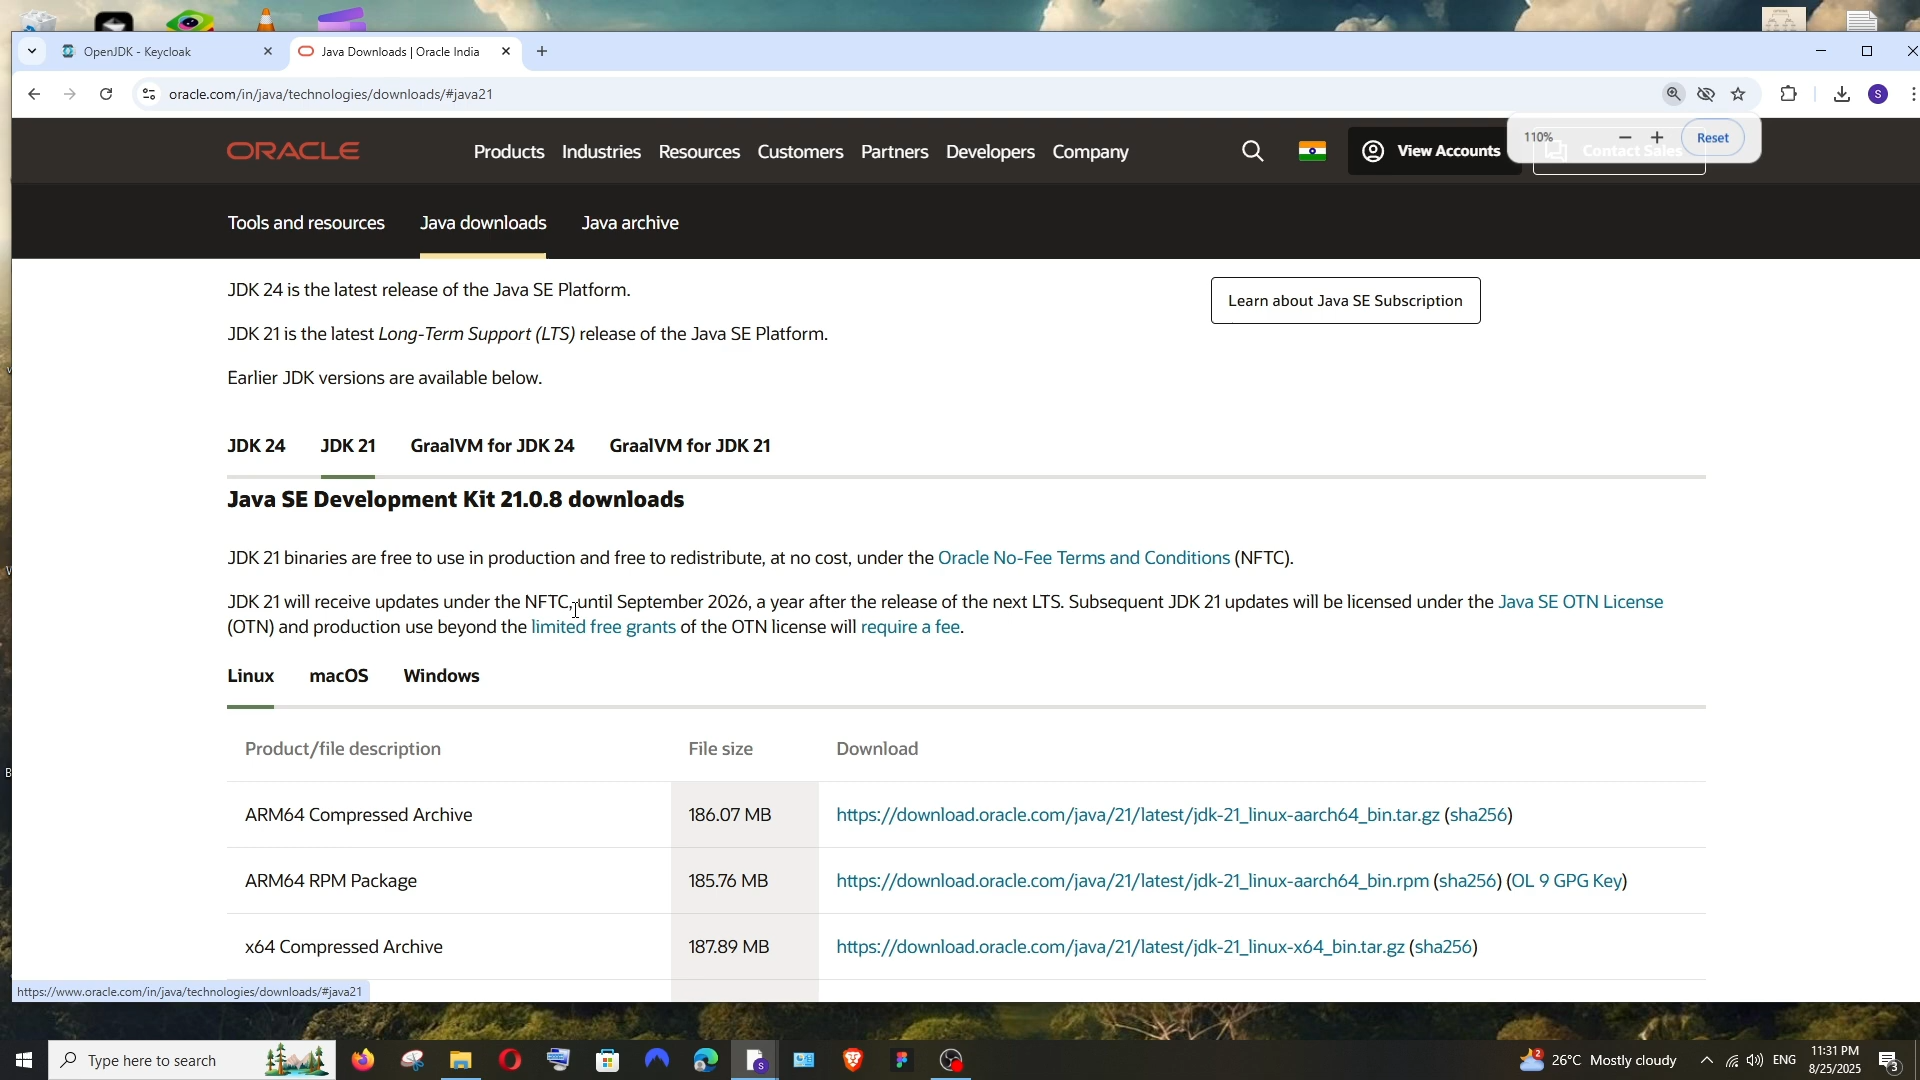 OpenJDK - Keycloak
Java Downloads | Oracle India
oracle.com/in/java/technologies/downloads/#java21
S
110%
Reset
ORACLE
Products Industries Resources Customers Partners Developers Company
View Accounts
Contact Sales
Tools and resources Java downloads Java archive
JDK 24 is the latest release of the Java SE Platform.
Learn about Java SE Subscription
JDK 21 is the latest Long-Term Support (LTS) release of the Java SE Platform.
Earlier JDK versions are available below.
JDK 24 JDK 21 GraalVM for JDK 24 GraalVM for JDK 21
Java SE Development Kit 21.0.8 downloads
JDK 21 binaries are free to use in production and free to redistribute, at no cost, under the Oracle No-Fee Terms and Conditions (NFTC).
JDK 21 will receive updates under the NFTC, until September 2026, a year after the release of the next LTS. Subsequent JDK 21 updates will be licensed under the Java SE OTN License
(OTN) and production use beyond the limited free grants of the OTN license will require a fee.
Linux macOS Windows
Product/file description File size Download
ARM64 Compressed Archive 186.07 MB https://download.oracle.com/java/21/latest/jdk-21_linux-aarch64_bin.tar.gz (sha256)
ARM64 RPM Package 185.76 MB https://download.oracle.com/java/21/latest/jdk-21_linux-aarch64_bin.rpm (sha256) (OL 9 GPG Key)
x64 Compressed Archive 187.89 MB https://download.oracle.com/java/21/latest/jdk-21_linux-x64_bin.tar.gz (sha256)
https://www.oracle.com/in/java/technologies/downloads/#java21
Type here to search
S
2
26°C Mostly cloudy
ENG
11:31 PM
8/25/2025
3